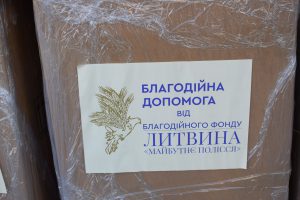 БЛАГОДІЙНА
ДОПОМОГА
ВІД
БЛАГОДІЙНОГО ФОНДУ
ЛИТВИНА
«МАЙБУТНЄ ПОЛІССЯ»